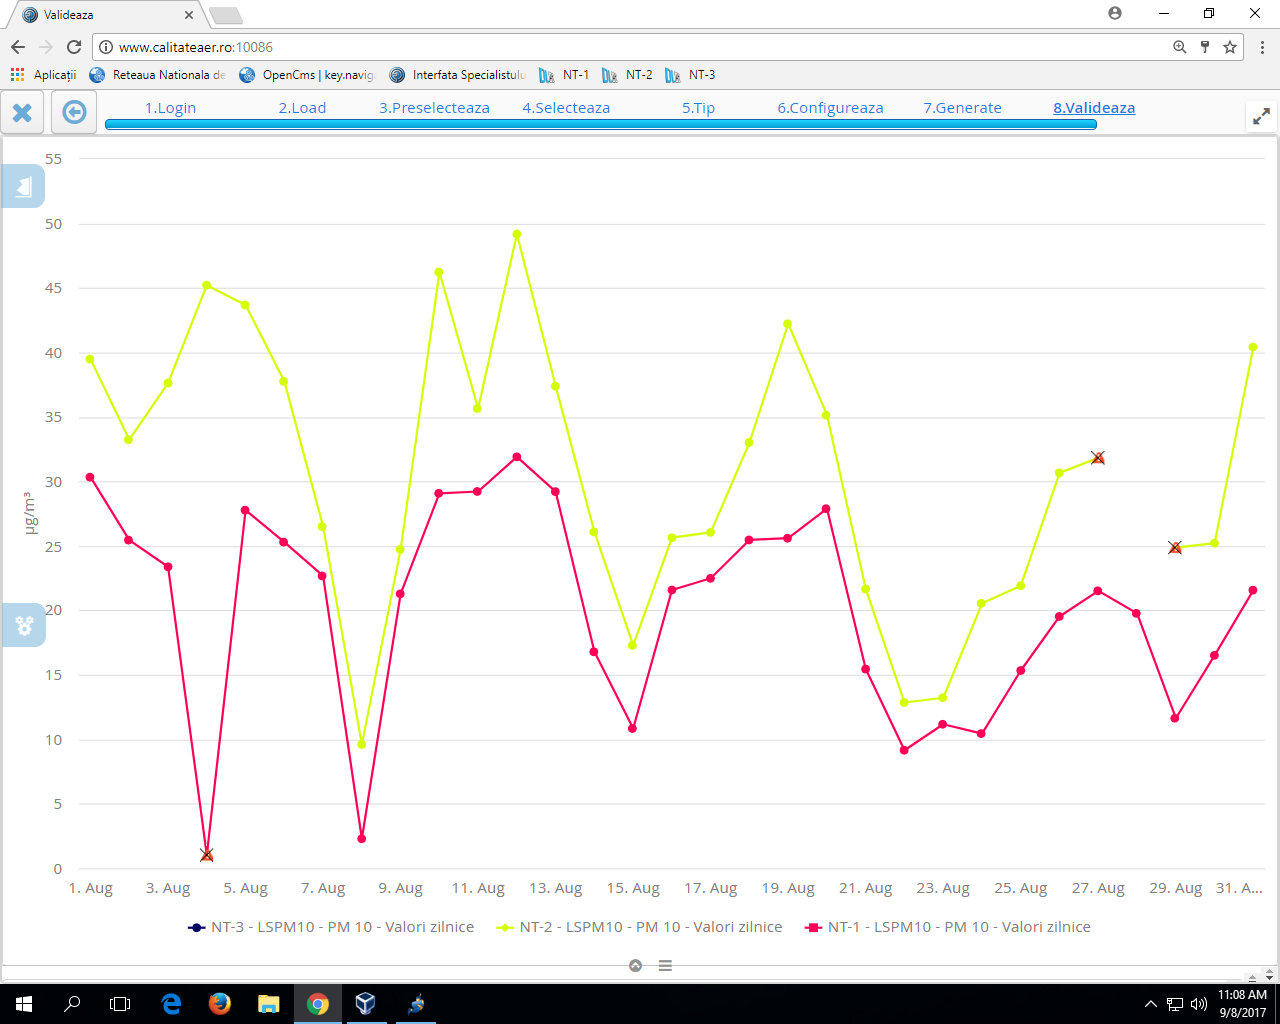 Valideaza
www.calitateaer.ro:10086
Aplicații
Reteaua Nationala de
OpenCms | key.navig
Interfata Specialistulu
NT-1
NT-2
NT-3
1.Login
2.Load
3.Preselecteaza
4.Selecteaza
5.Tip
6.Configureaza
7.Generate
8.Valideaza
55
50
45
40
35
30
25
20
15
10
5
0
µg/m³
1. Aug
3. Aug
5. Aug
7. Aug
9. Aug
11. Aug
13. Aug
15. Aug
17. Aug
19. Aug
21. Aug
23. Aug
25. Aug
27. Aug
29. Aug
31. A...
NT-3 - LSPM10 - PM 10 - Valori zilnice
NT-2 - LSPM10 - PM 10 - Valori zilnice
NT-1 - LSPM10 - PM 10 - Valori zilnice
11:08 AM
9/8/2017